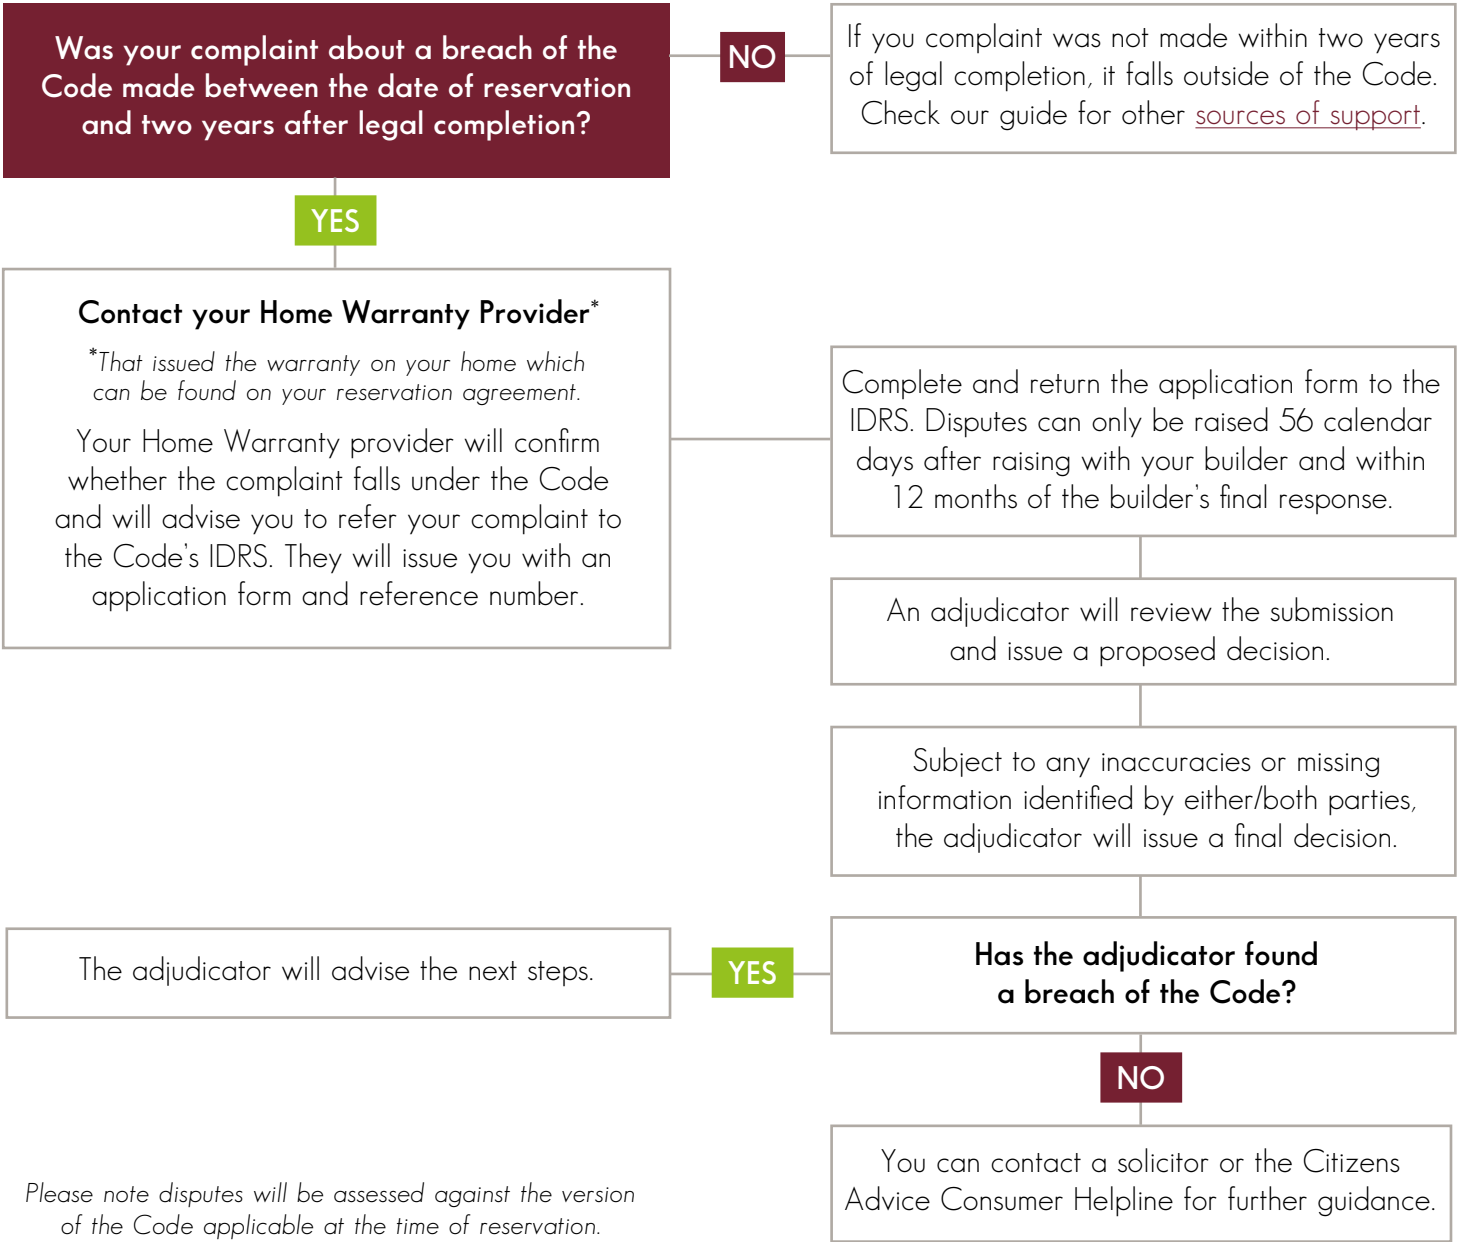 Was your complaint about a breach of the
Code made between the date of reservation
and two years after legal completion?
NO
If you complaint was not made within two years
of legal completion, it falls outside of the Code.
Check our guide for other sources of support.
YES
Contact your Home Warranty Provider*
*That issued the warranty on your home which
can be found on your reservation agreement.
Your Home Warranty provider will confirm
whether the complaint falls under the Code
and will advise you to refer your complaint to
the Code's IDRS. They will issue you with an
application form and reference number.
Complete and return the application form to the
IDRS. Disputes can only be raised 56 calendar
days after raising with your builder and within
12 months of the builder's final response.
An adjudicator will review the submission
and issue a proposed decision.
Subject to any inaccuracies or missing
information identified by either/both parties,
the adjudicator will issue a final decision.
Has the adjudicator found
a breach of the Code?
YES
The adjudicator will advise the next steps.
NO
You can contact a solicitor or the Citizens
Advice Consumer Helpline for further guidance.
Please note disputes will be assessed against the version
of the Code applicable at the time of reservation.